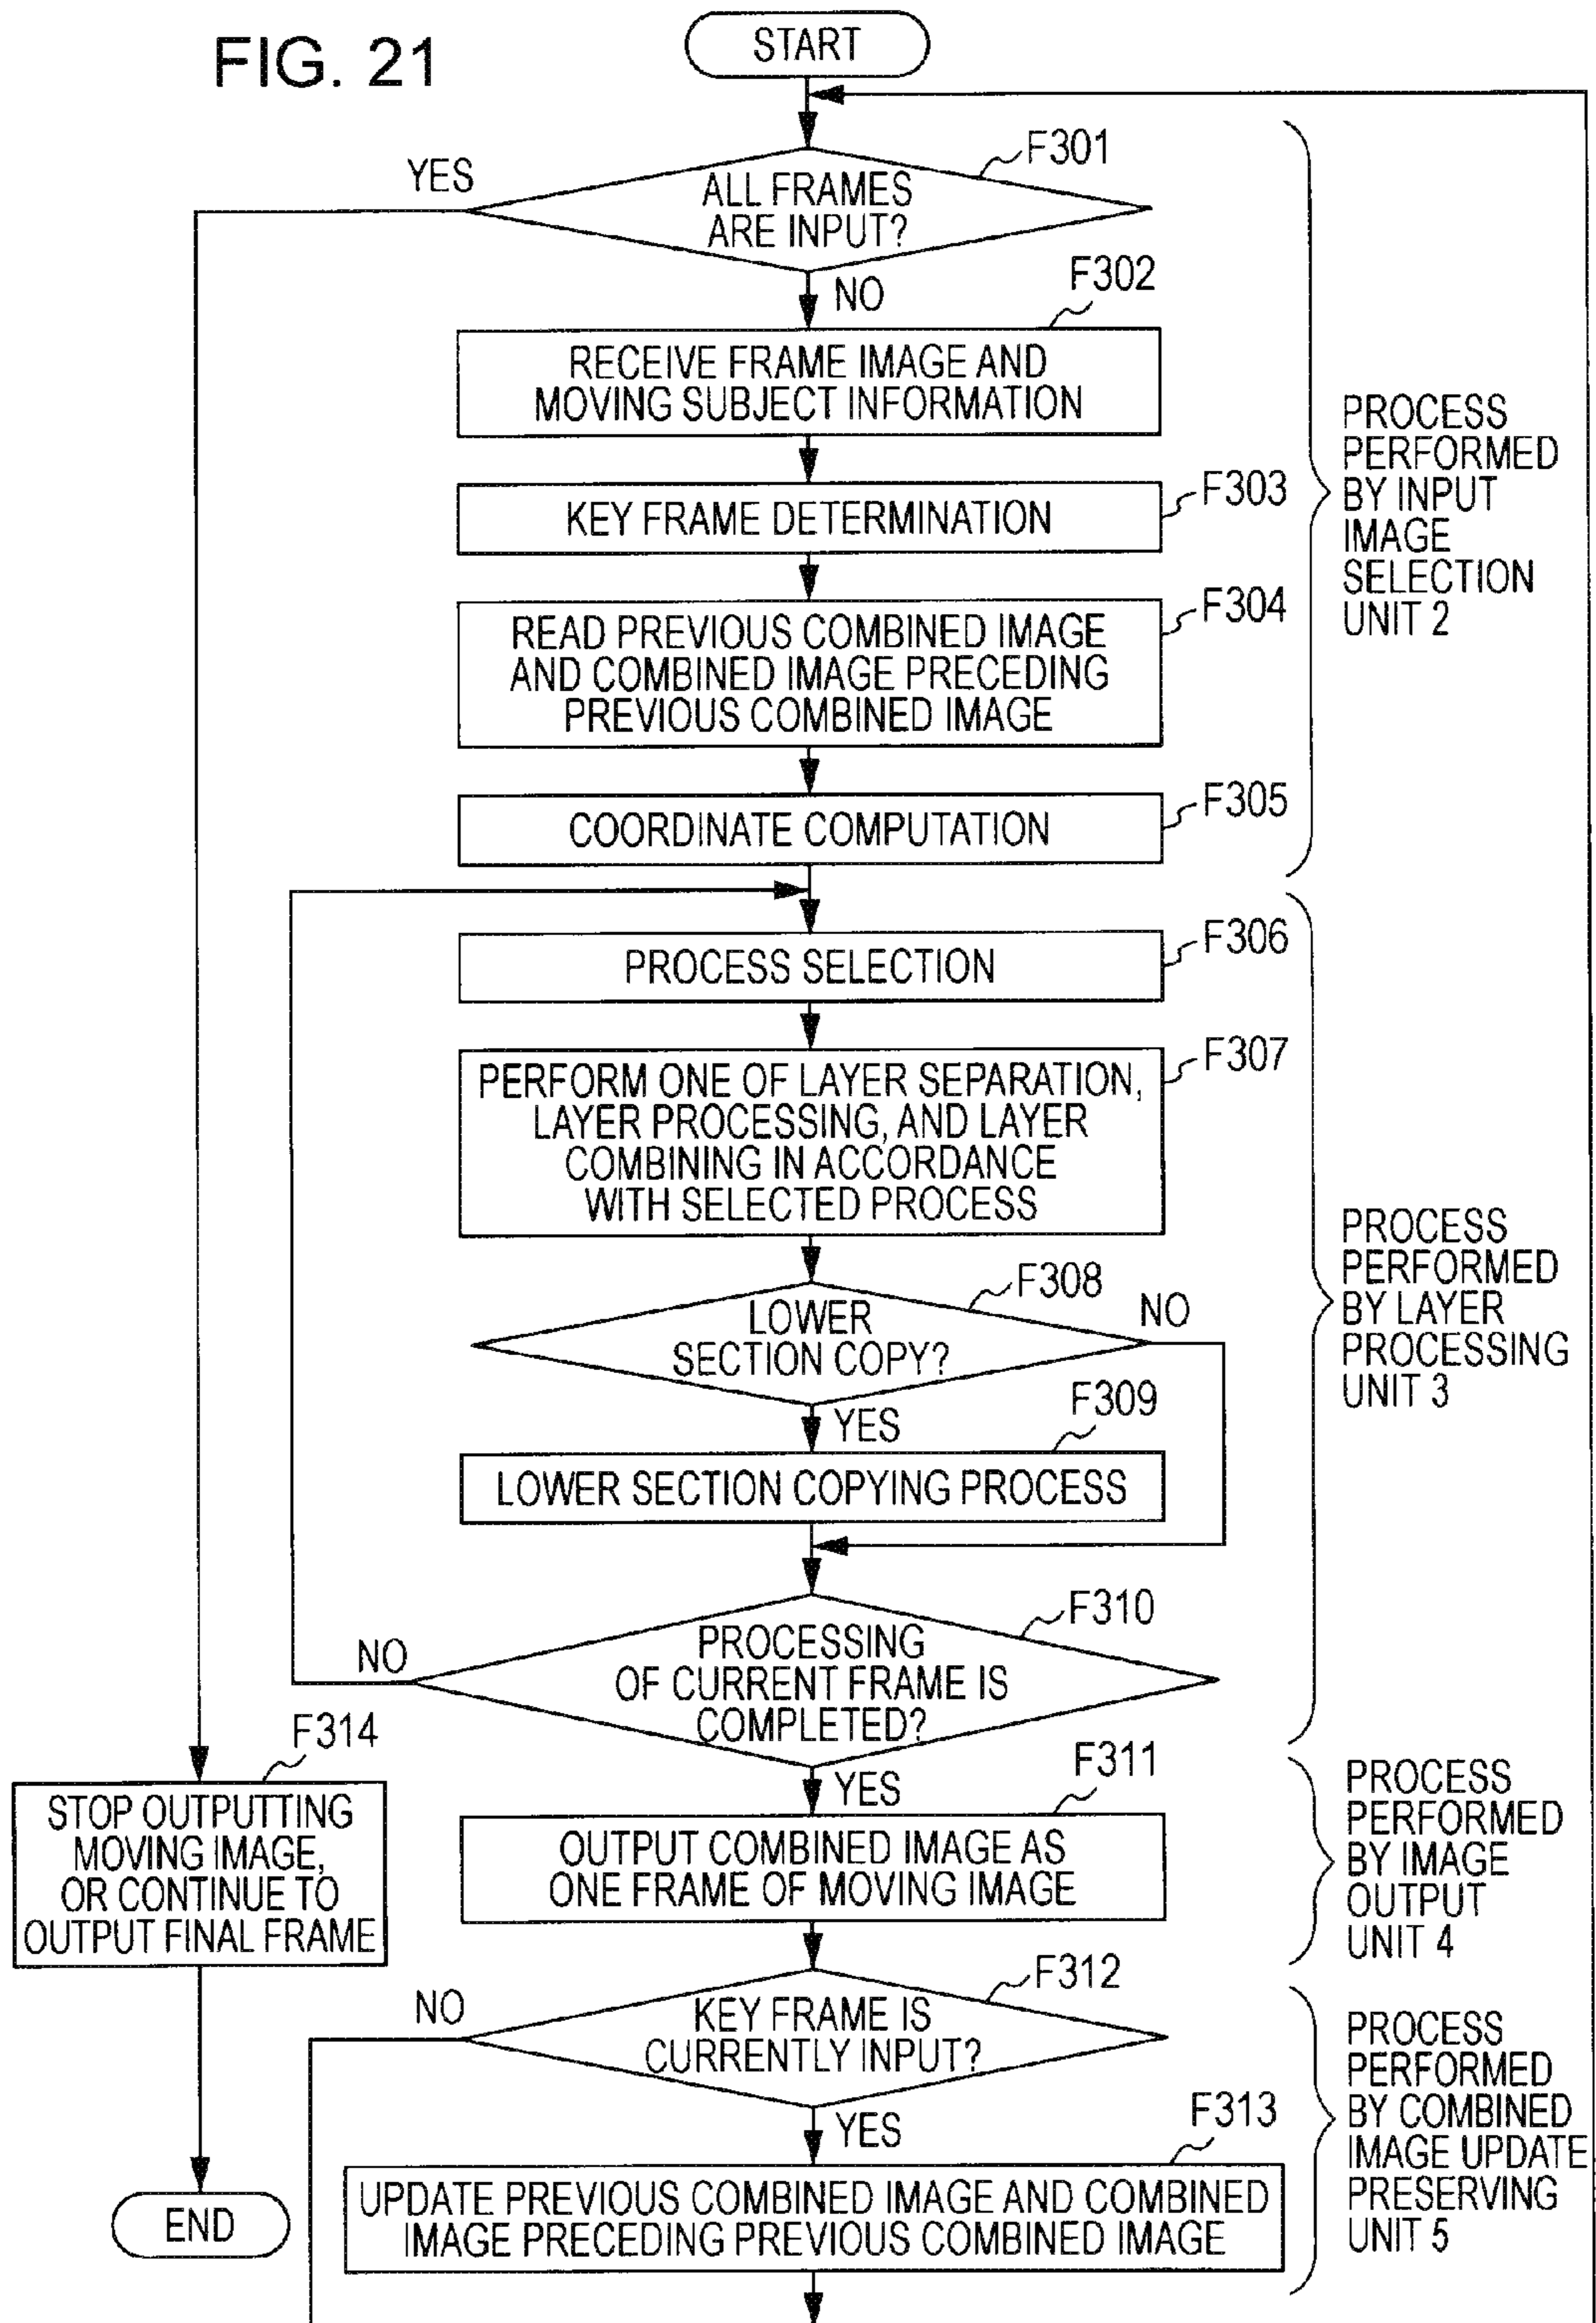 FIG. 21
START
F301
YES
ALL FRAMES
ARE INPUT?
NO
F302
RECEIVE FRAME IMAGE AND
MOVING SUBJECT INFORMATION
F303
KEY FRAME DETERMINATION
F304
READ PREVIOUS COMBINED IMAGE
AND COMBINED IMAGE PRECEDING
PREVIOUS COMBINED IMAGE
F305
COORDINATE COMPUTATION
PROCESS
PERFORMED
BY INPUT
IMAGE
SELECTION
UNIT 2
F306
PROCESS SELECTION
F307
PERFORM ONE OF LAYER SEPARATION,
LAYER PROCESSING, AND LAYER
COMBINING IN ACCORDANCE
WITH SELECTED PROCESS
F308
LOWER
SECTION COPY?
NO
YES
F309
LOWER SECTION COPYING PROCESS
F310
PROCESSING
OF CURRENT FRAME IS
COMPLETED?
NO
YES
PROCESS
PERFORMED
BY LAYER
PROCESSING
UNIT 3
F314
STOP OUTPUTTING
MOVING IMAGE,
OR CONTINUE TO
OUTPUT FINAL FRAME
END
F311
OUTPUT COMBINED IMAGE AS
ONE FRAME OF MOVING IMAGE
PROCESS
PERFORMED
BY IMAGE
OUTPUT
UNIT 4
F312
NO
KEY FRAME IS
CURRENTLY INPUT?
YES
F313
UPDATE PREVIOUS COMBINED IMAGE AND COMBINED
IMAGE PRECEDING PREVIOUS COMBINED IMAGE
PROCESS
PERFORMED
BY COMBINED
IMAGE UPDATE
PRESERVING
UNIT 5